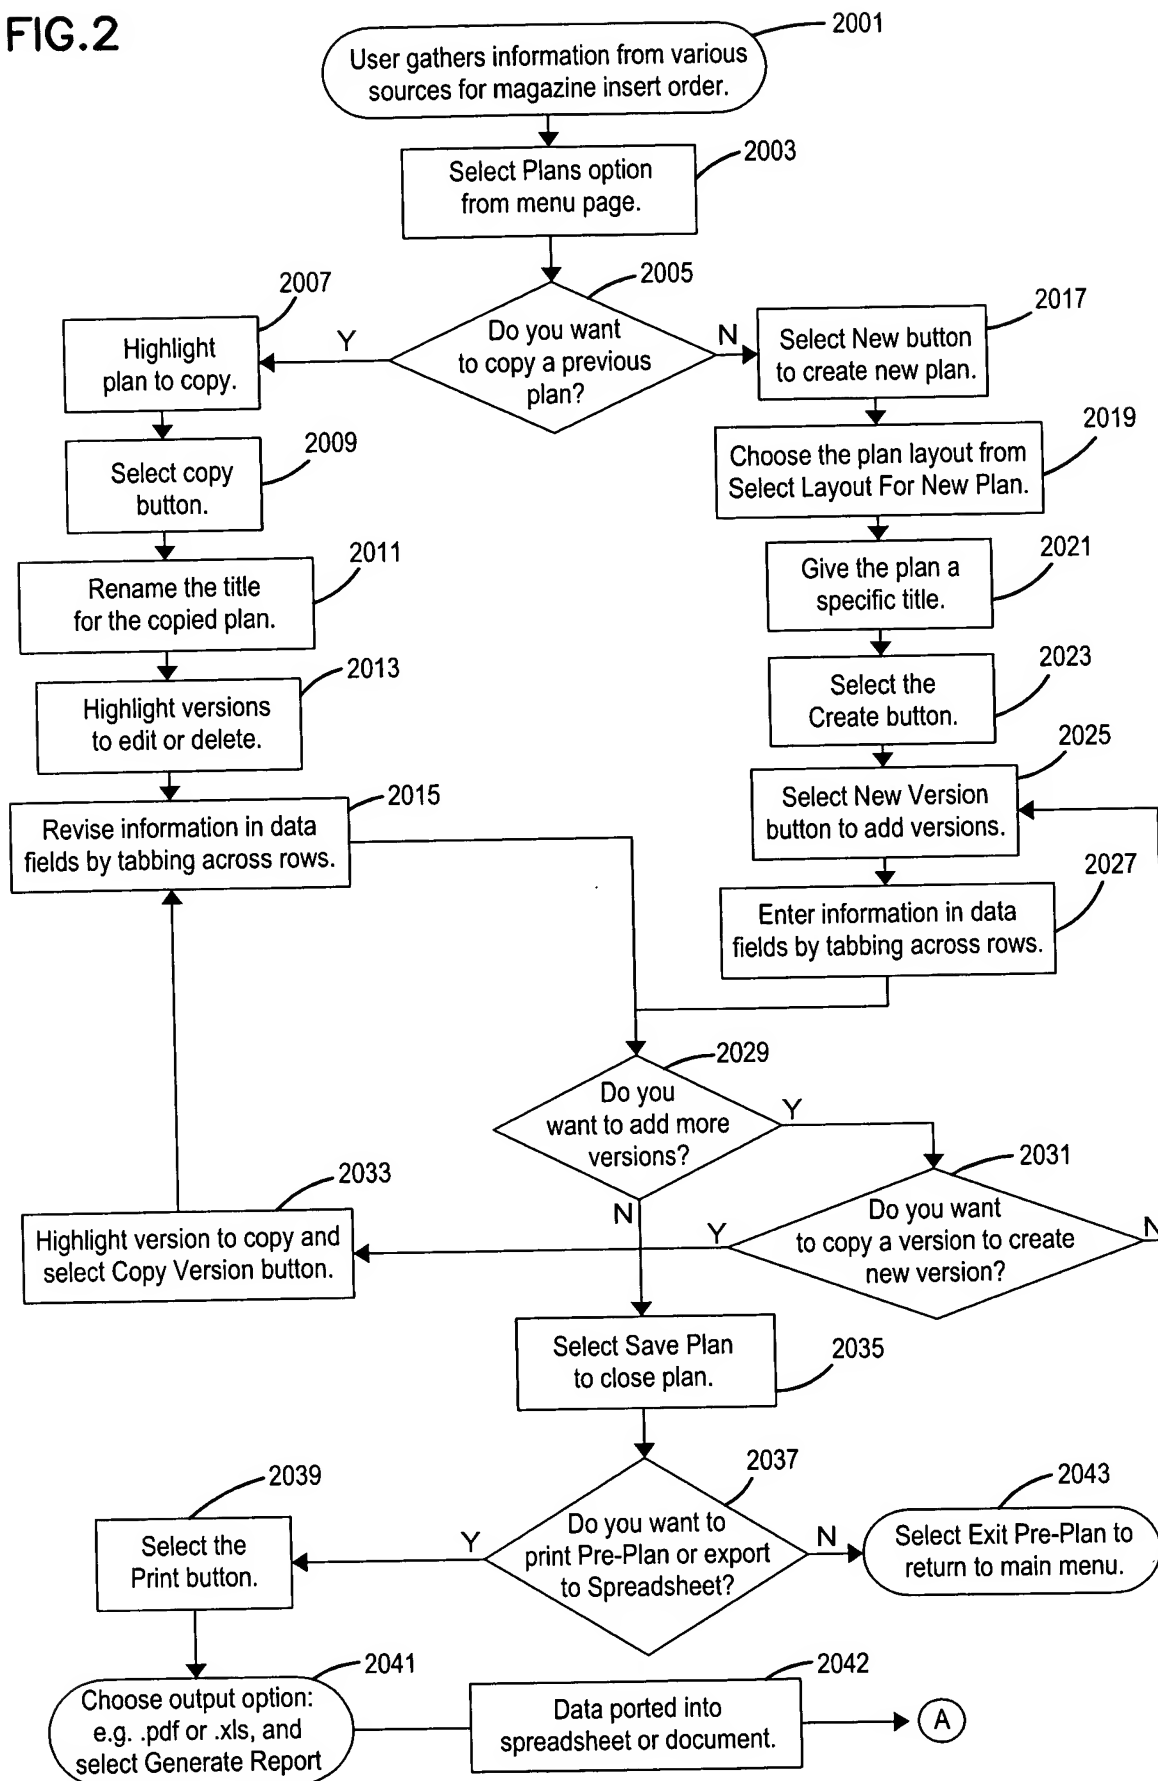 FIG.2
2001
User gathers information from various
sources for magazine insert order.
2003
Select Plans option
from menu page.
2005
Do you want
to copy a previous
plan?
Y
N
2007
Highlight
plan to copy.
2009
Select copy
button.
2011
Rename the title
for the copied plan.
2013
Highlight versions
to edit or delete.
2015
Revise information in data
fields by tabbing across rows.
2017
Select New button
to create new plan.
2019
Choose the plan layout from
Select Layout For New Plan.
2021
Give the plan a
specific title.
2023
Select the
Create button.
2025
Select New Version
button to add versions.
2027
Enter information in data
fields by tabbing across rows.
2029
Do you
want to add more
versions?
Y
N
2031
Do you want
to copy a version to create
new version?
Y
N
2033
Highlight version to copy and
select Copy Version button.
2035
Select Save Plan
to close plan.
2037
Do you want to
print Pre-Plan or export
to Spreadsheet?
Y
N
2039
Select the
Print button.
2043
Select Exit Pre-Plan to
return to main menu.
2041
Choose output option:
e.g. .pdf or .xls, and
select Generate Report
2042
Data ported into
spreadsheet or document.
A